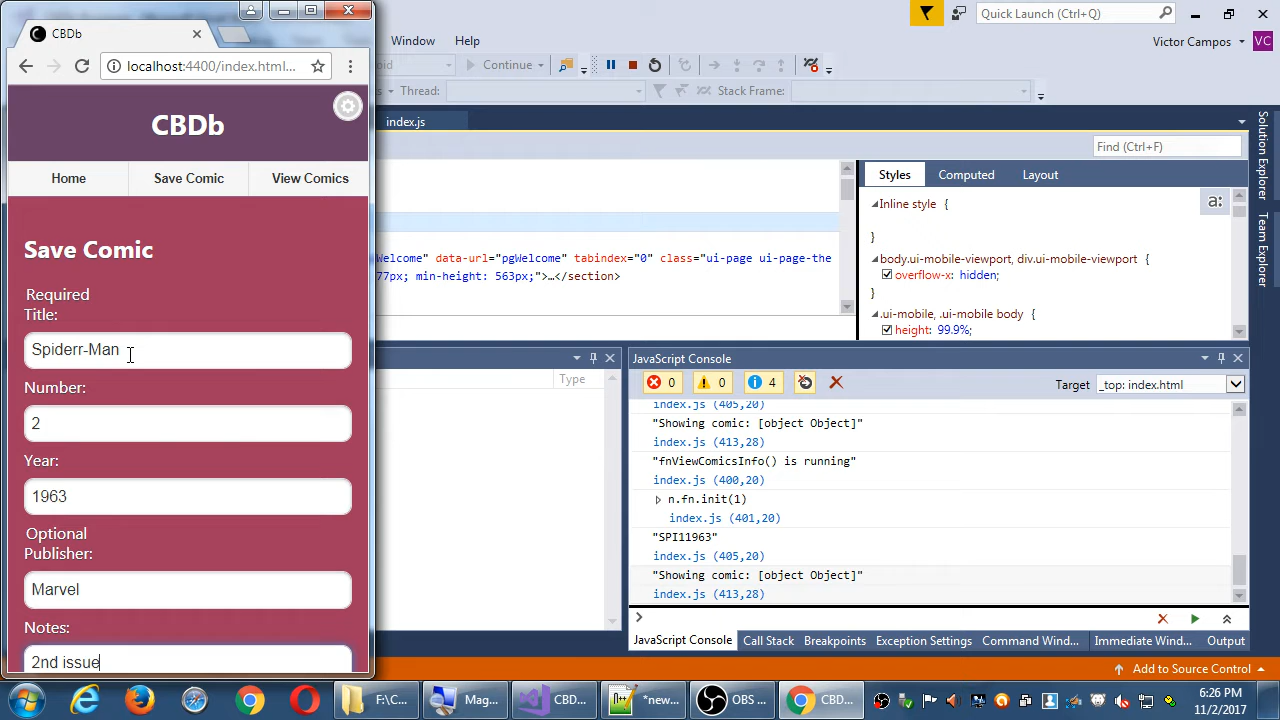 CBDb
localhost:4400/index.html...
CBDb
Home
Save Comic
View Comics
Save Comic
Required
Title:
Spiderr-Man
Number:
2
Year:
1963
Optional
Publisher:
Marvel
Notes:
2nd issue
Quick Launch (Ctrl+Q)
Window
Help
Victor Campos
VC
Continue
Thread:
Stack Frame:
index.js
Find (Ctrl+F)
Solution Explorer
Team Explorer
elcome" data-url="pgWelcome" tabindex="0" class="ui-page ui-page-the
77px; min-height: 563px;">…</section>
Styles
Computed
Layout
a:
Inline style {
}
body.ui-mobile-viewport, div.ui-mobile-viewport {
overflow-x: hidden;
}
.ui-mobile, .ui-mobile body {
height: 99.9%;
Type
JavaScript Console
0
0
4
Target
_top: index.html
index.js (405,20)
"Showing comic: [object Object]"
index.js (413,28)
"fnViewComicsInfo() is running"
index.js (400,20)
n.fn.init(1)
index.js (401,20)
"SPI11963"
index.js (405,20)
"Showing comic: [object Object]"
index.js (413,28)
JavaScript Console
Call Stack
Breakpoints
Exception Settings
Command Wind...
Immediate Wind...
Output
Add to Source Control
F:\C...
Mag...
CBD...
*new...
OBS ...
CBD...
6:26 PM
11/2/2017